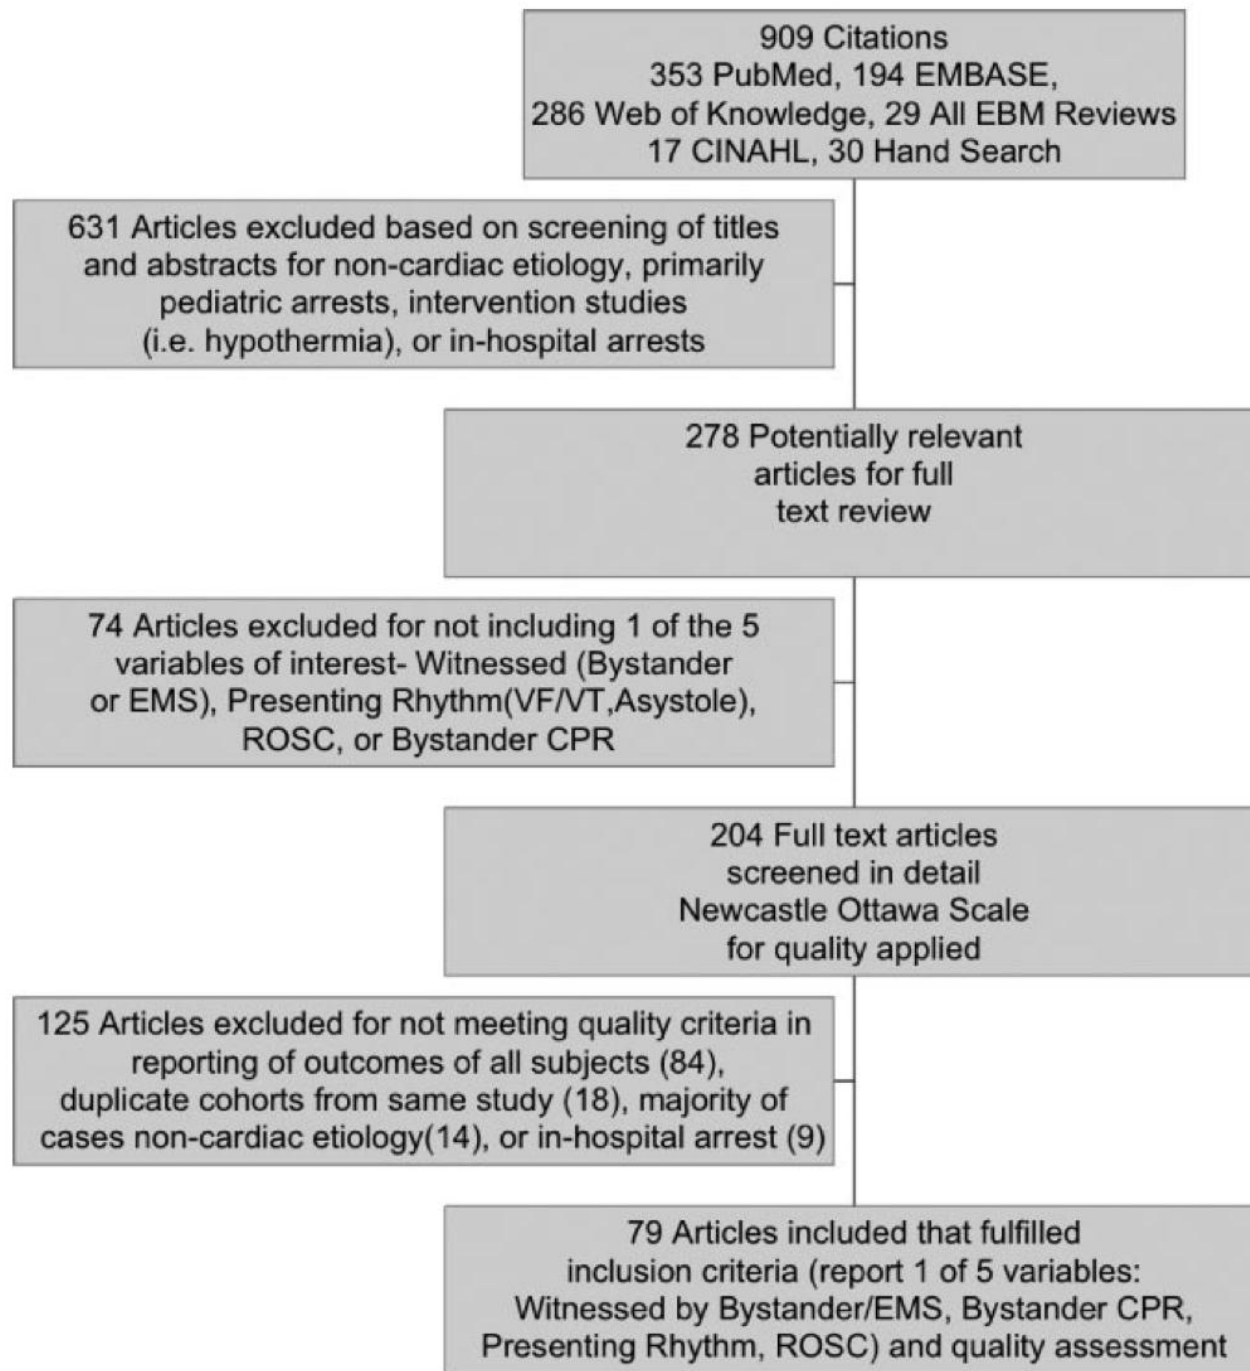 909 Citations
353 PubMed, 194 EMBASE,
286 Web of Knowledge, 29 All EBM Reviews
17 CINAHL, 30 Hand Search
631 Articles excluded based on screening of titles
and abstracts for non-cardiac etiology, primarily
pediatric arrests, intervention studies
(i.e. hypothermia), or in-hospital arrests
278 Potentially relevant
articles for full
text review
74 Articles excluded for not including 1 of the 5
variables of interest- Witnessed (Bystander
or EMS), Presenting Rhythm(VF/VT,Asystole),
ROSC, or Bystander CPR
204 Full text articles
screened in detail
Newcastle Ottawa Scale
for quality applied
125 Articles excluded for not meeting quality criteria in
reporting of outcomes of all subjects (84),
duplicate cohorts from same study (18), majority of
cases non-cardiac etiology(14), or in-hospital arrest (9)
79 Articles included that fulfilled
inclusion criteria (report 1 of 5 variables:
Witnessed by Bystander/EMS, Bystander CPR,
Presenting Rhythm, ROSC) and quality assessment